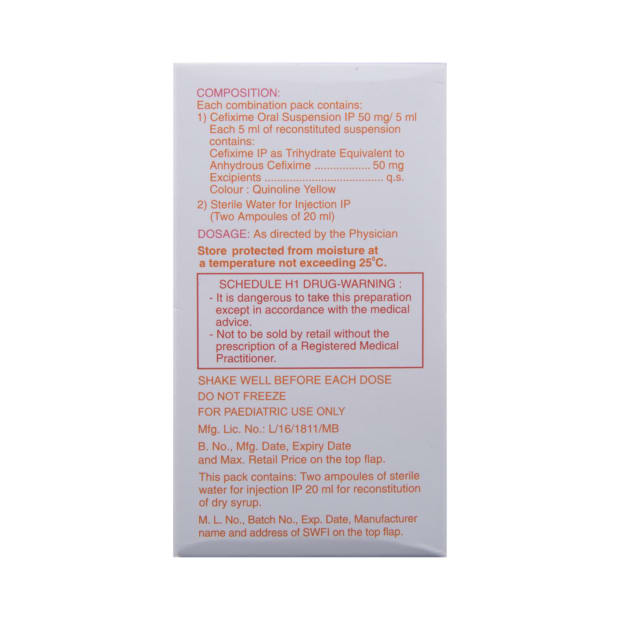 COMPOSITION:
Each combination pack contains:
1) Cefixime Oral Suspension IP 50 mg/ 5 ml
Each 5 ml of reconstituted suspension
contains:
Cefixime IP as Trihydrate Equivalent to
Anhydrous Cefixime .................. 50 mg
Excipients ....................................... q.s.
Colour : Quinoline Yellow
2) Sterile Water for Injection IP
(Two Ampoules of 20 ml)
DOSAGE: As directed by the Physician
Store protected from moisture at
a temperature not exceeding 25°C.
SCHEDULE H1 DRUG-WARNING :
- It is dangerous to take this preparation
except in accordance with the medical
advice.
- Not to be sold by retail without the
prescription of a Registered Medical
Practitioner.
SHAKE WELL BEFORE EACH DOSE
DO NOT FREEZE
FOR PAEDIATRIC USE ONLY
Mfg. Lic. No.: L/16/1811/MB
B. No., Mfg. Date, Expiry Date
and Max. Retail Price on the top flap.
This pack contains: Two ampoules of sterile
water for injection IP 20 ml for reconstitution
of dry syrup.
M. L. No., Batch No., Exp. Date, Manufacturer
name and address of SWFI on the top flap.